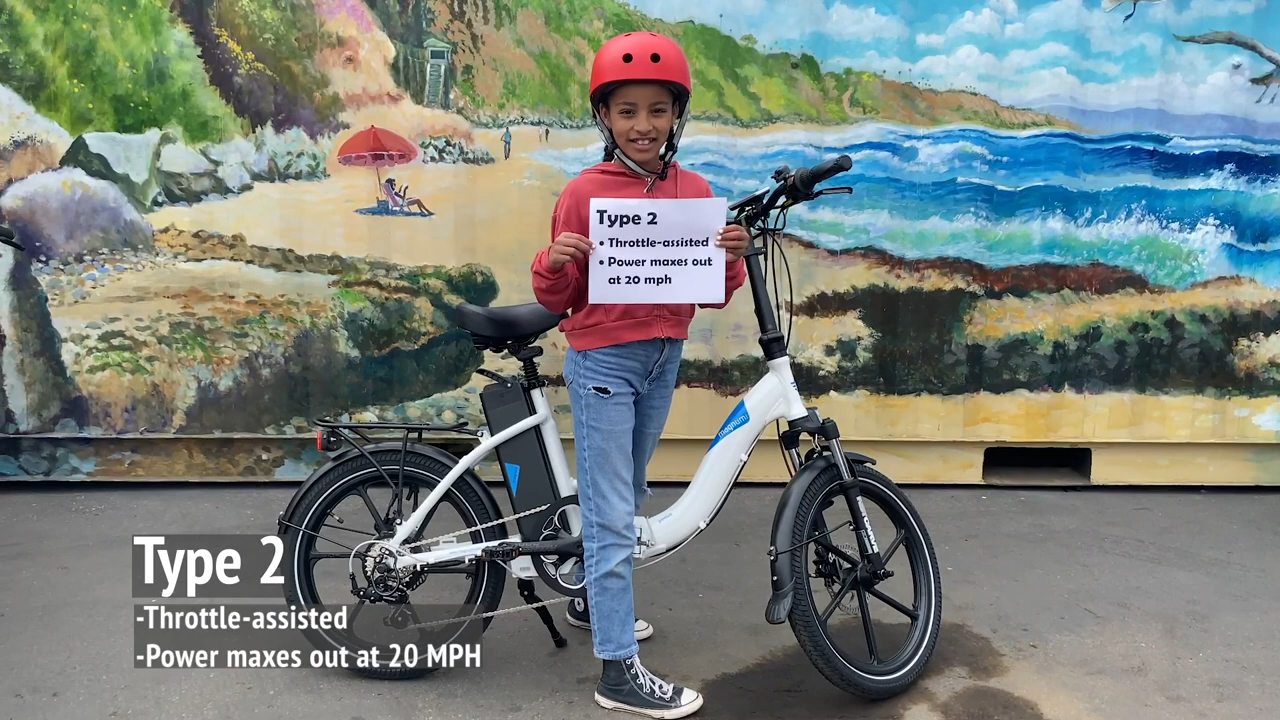 Type 2
• Throttle-assisted
• Power maxes out
at 20 mph
magnum
Type 2
-Throttle-assisted
-Power maxes out at 20 MPH